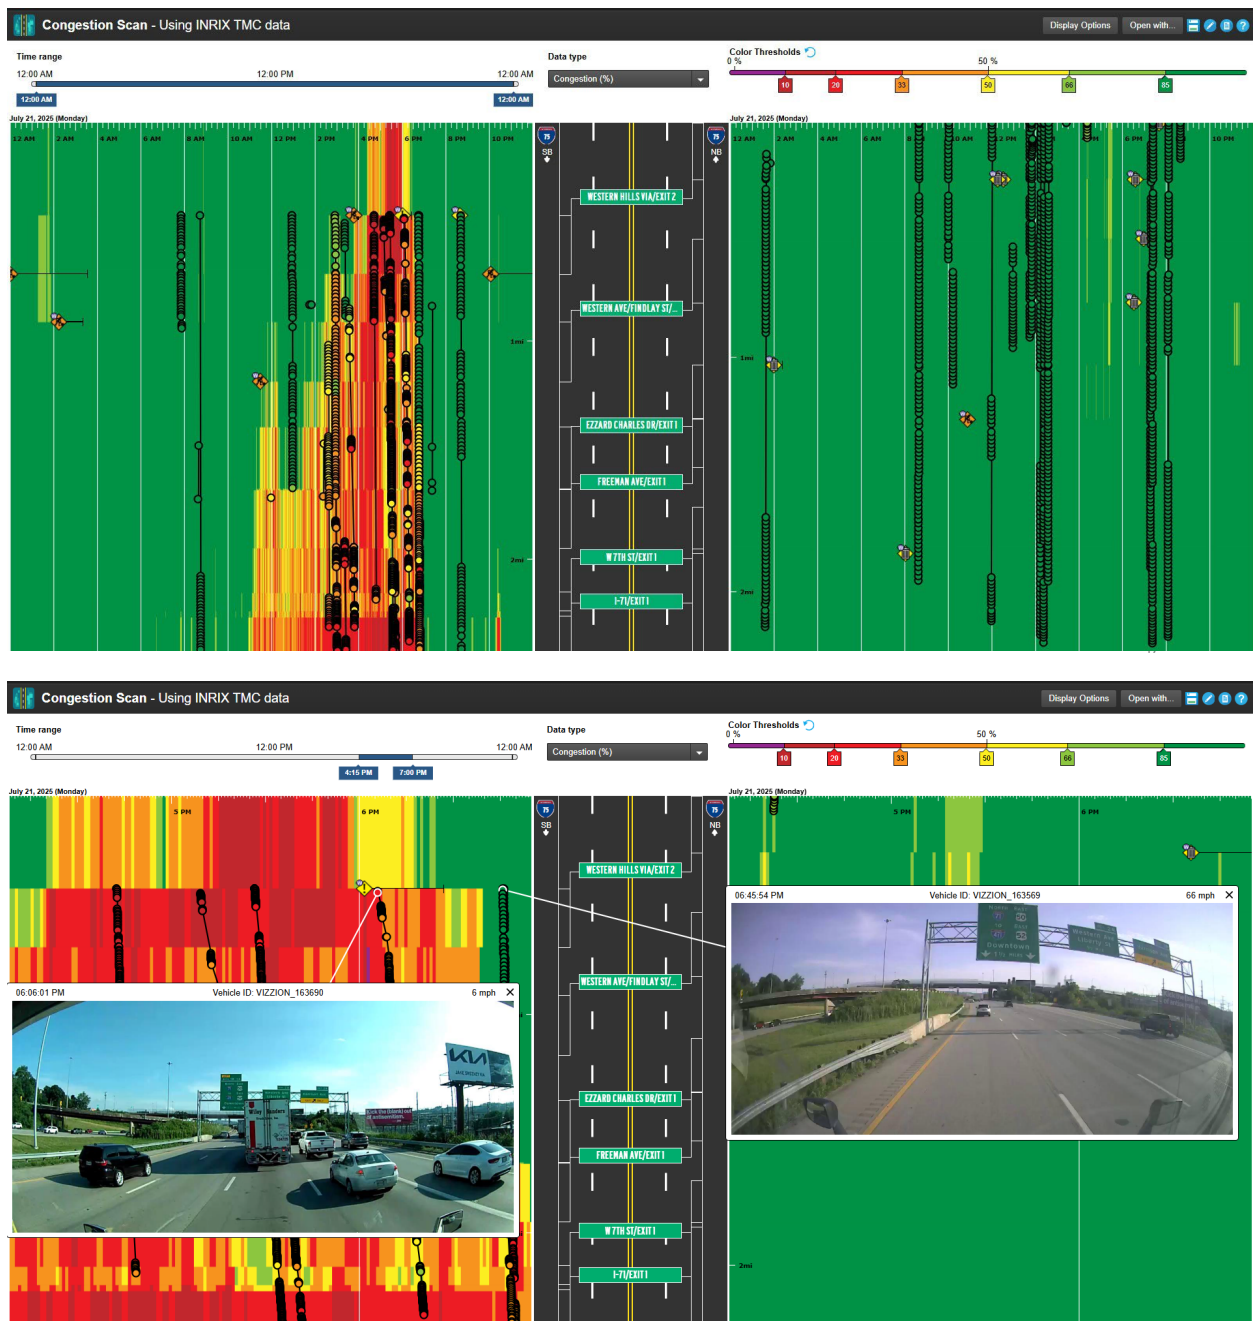 Congestion Scan - Using INRIX TMC data
Display Options
Open with...
Time range
12:00 AM 12:00 PM 12:00 AM
12:00 AM 12:00 AM
Data type
Congestion (%)
Color Thresholds
0 % 50 %
10 20 33 50 66 85
July 21, 2025 (Monday)
12 AM 2 AM 4 AM 6 AM 8 AM 10 AM 12 PM 2 PM 4 PM 6 PM 8 PM 10 PM
75
SB
75
NB
WESTERN HILLS VIA/EXIT 2
WESTERN AVE/FINDLAY ST/...
EZZARD CHARLES DR/EXIT 1
FREEMAN AVE/EXIT 1
W 7TH ST/EXIT 1
I-71/EXIT 1
1mi
2mi
July 21, 2025 (Monday)
12 AM 2 AM 4 AM 6 AM 8 AM 10 AM 12 PM 2 PM 6 PM 10 PM
1mi
2mi
Congestion Scan - Using INRIX TMC data
Display Options
Open with...
Time range
12:00 AM 12:00 PM 12:00 AM
4:15 PM 7:00 PM
Data type
Congestion (%)
Color Thresholds
0 % 50 %
10 20 33 50 66 85
July 21, 2025 (Monday)
5 PM 6 PM
75
SB
75
NB
WESTERN HILLS VIA/EXIT 2
WESTERN AVE/FINDLAY ST/...
EZZARD CHARLES DR/EXIT 1
FREEMAN AVE/EXIT 1
W 7TH ST/EXIT 1
I-71/EXIT 1
06:06:01 PM Vehicle ID: VIZZION_163690 6 mph
KIA
July 21, 2025 (Monday)
5 PM 6 PM
06:45:54 PM Vehicle ID: VIZZION_163569 66 mph
Downtown
2mi